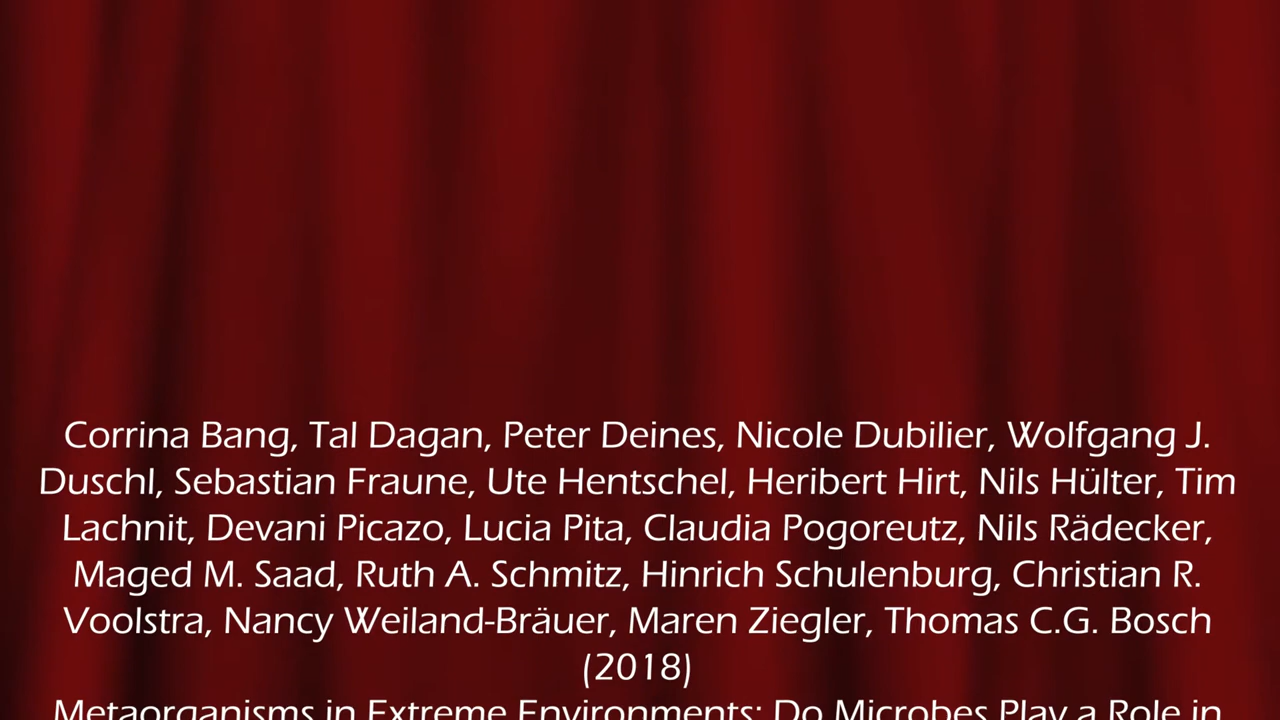 Corrina Bang, Tal Dagan, Peter Deines, Nicole Dubilier, Wolfgang J.
Duschl, Sebastian Fraune, Ute Hentschel, Heribert Hirt, Nils Hülter, Tim
Lachnit, Devani Picazo, Lucia Pita, Claudia Pogoreutz, Nils Rädecker,
Maged M. Saad, Ruth A. Schmitz, Hinrich Schulenburg, Christian R.
Voolstra, Nancy Weiland-Bräuer, Maren Ziegler, Thomas C.G. Bosch
(2018)
Metaorganisms in Extreme Environments: Do Microbes Play a Role in